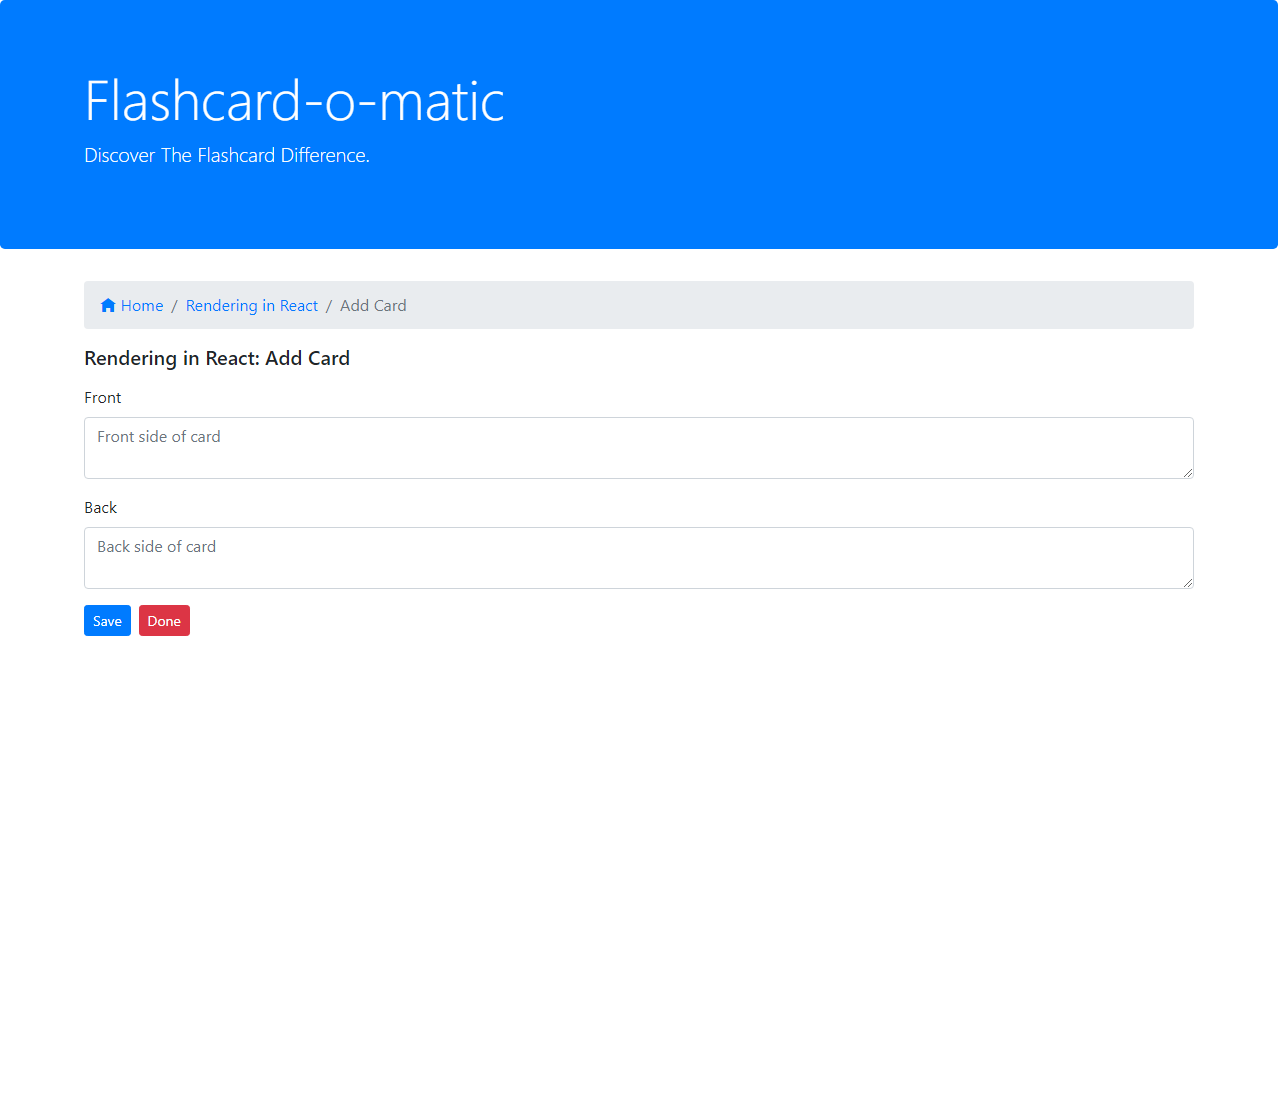 Flashcard-o-matic
Discover The Flashcard Difference.
Home / Rendering in React / Add Card
Rendering in React: Add Card
Front
Front side of card
Back
Back side of card
Save Done